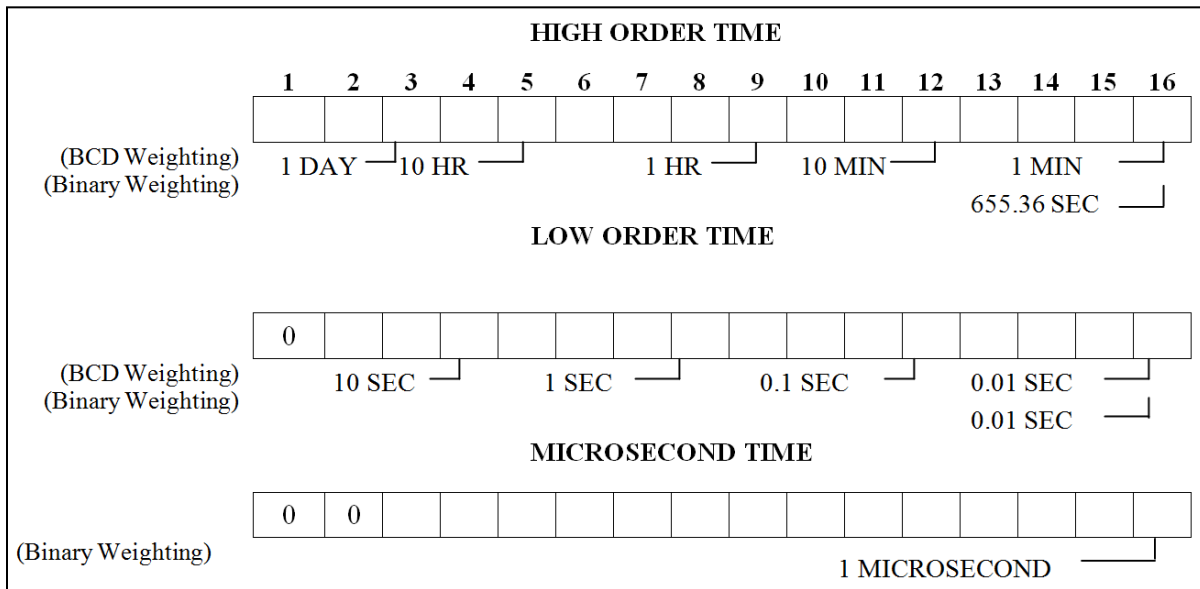 HIGH ORDER TIME
1 2 3 4 5 6 7 8 9 10 11 12 13 14 15 16
(BCD Weighting) 1 DAY 10 HR 1 HR 10 MIN 1 MIN
(Binary Weighting) 655.36 SEC
LOW ORDER TIME
0
(BCD Weighting) 10 SEC 1 SEC 0.1 SEC 0.01 SEC
(Binary Weighting) 0.01 SEC
MICROSECOND TIME
0 0
(Binary Weighting) 1 MICROSECOND